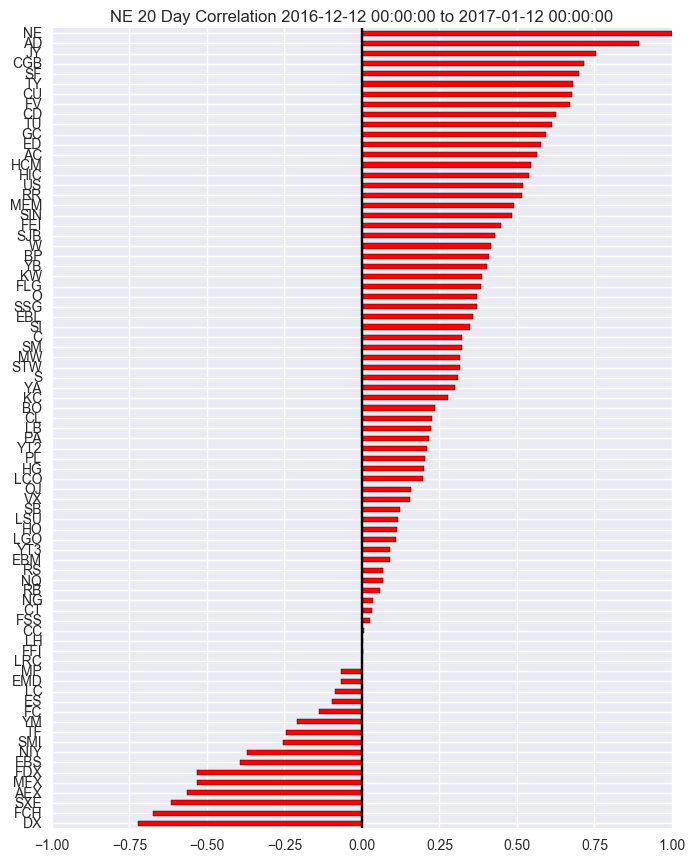 NE 20 Day Correlation 2016-12-12 00:00:00 to 2017-01-12 00:00:00
NE
AD
JY
CGB
SF
TY
CU
FV
CD
TU
GC
ED
AC
HCM
HIC
US
RR
MEM
SIN
FEI
SJB
W
BP
YB
KW
FLG
O
SSG
EBL
SI
C
SM
MW
STW
S
YA
KC
BO
CL
LB
PA
YT2
PL
HG
LCO
OJ
VX
SB
LSU
HO
LGO
YT3
EBM
RS
NQ
RB
NG
CT
FSS
CC
LH
FFI
LRC
MP
EMD
LC
ES
FC
YM
TF
SMI
NIY
EBS
FDX
MFX
AEX
SXE
FCH
DX
−1.00 −0.75 −0.50 −0.25 0.00 0.25 0.50 0.75 1.00